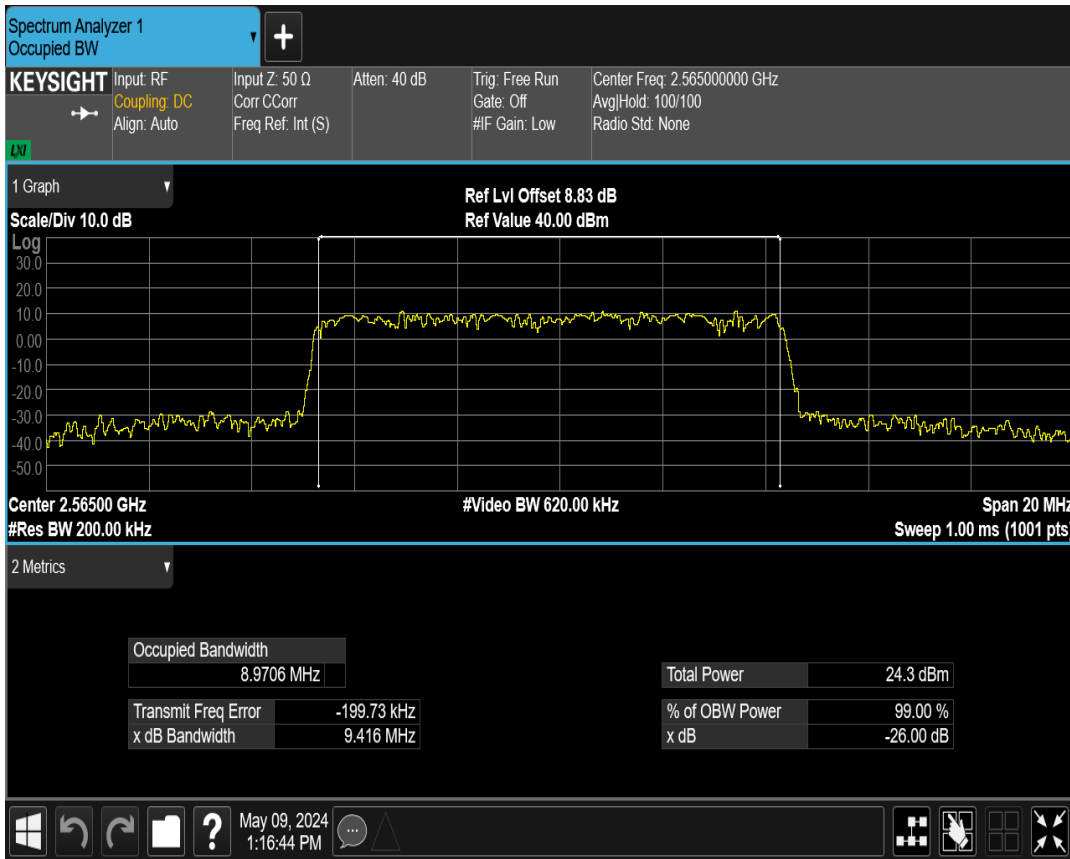 Spectrum Analyzer 1
Occupied BW
KEYSIGHT
LXI
Input: RF
Coupling: DC
Align: Auto
Input Z: 50 Ω
Corr CCorr
Freq Ref: Int (S)
Atten: 40 dB
Trig: Free Run
Gate: Off
#IF Gain: Low
Center Freq: 2.565000000 GHz
Avg|Hold: 100/100
Radio Std: None
1 Graph
Scale/Div 10.0 dB
Ref Lvl Offset 8.83 dB
Ref Value 40.00 dBm
Log
30.0
20.0
10.0
0.00
-10.0
-20.0
-30.0
-40.0
-50.0
Center 2.56500 GHz
#Res BW 200.00 kHz
#Video BW 620.00 kHz
Span 20 MHz
Sweep 1.00 ms (1001 pts)
2 Metrics
Occupied Bandwidth
8.9706 MHz
Transmit Freq Error -199.73 kHz
x dB Bandwidth 9.416 MHz
Total Power 24.3 dBm
% of OBW Power 99.00 %
x dB -26.00 dB
?
May 09, 2024
1:16:44 PM